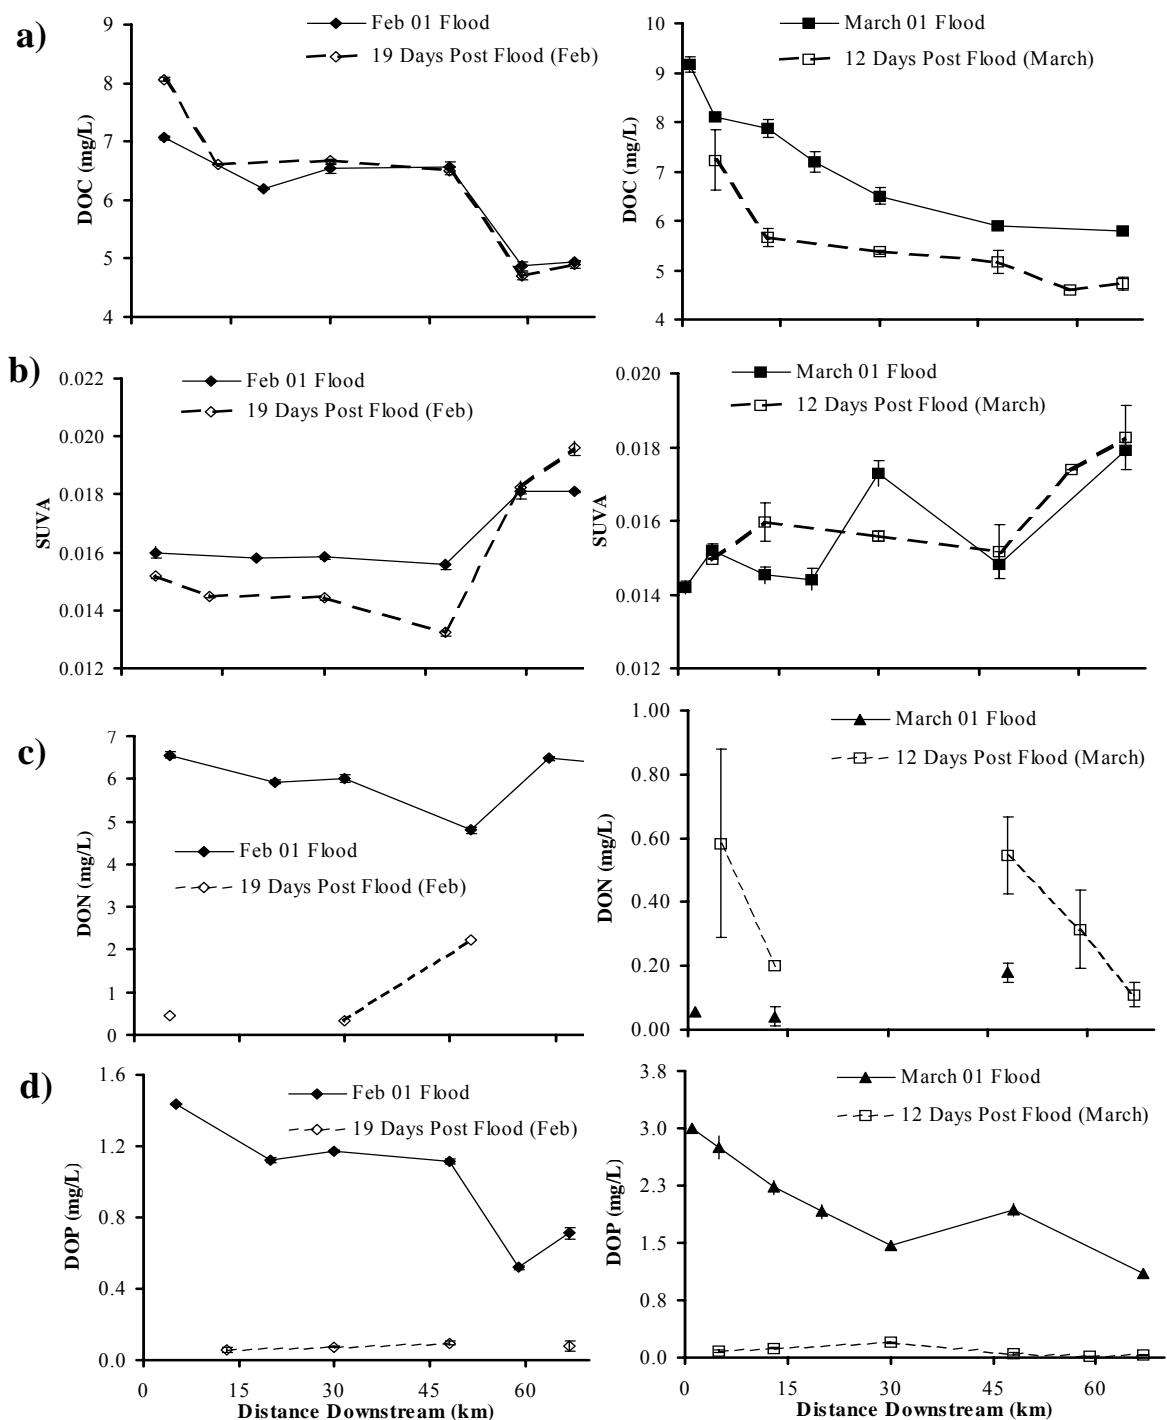 a)
Feb 01 Flood
19 Days Post Flood (Feb)
DOC (mg/L)
9
8
7
6
5
4
March 01 Flood
12 Days Post Flood (March)
DOC (mg/L)
10
9
8
7
6
5
4
b)
Feb 01 Flood
19 Days Post Flood (Feb)
SUVA
0.022
0.020
0.018
0.016
0.014
0.012
March 01 Flood
12 Days Post Flood (March)
SUVA
0.020
0.018
0.016
0.014
0.012
c)
Feb 01 Flood
19 Days Post Flood (Feb)
DON (mg/L)
7
6
5
4
3
2
1
0
March 01 Flood
12 Days Post Flood (March)
DON (mg/L)
1.00
0.80
0.60
0.40
0.20
0.00
d)
Feb 01 Flood
19 Days Post Flood (Feb)
DOP (mg/L)
1.6
1.2
0.8
0.4
0.0
0 15 30 45 60
Distance Downstream (km)
March 01 Flood
12 Days Post Flood (March)
DOP (mg/L)
3.8
3.0
2.3
1.5
0.8
0.0
0 15 30 45 60
Distance Downstream (km)